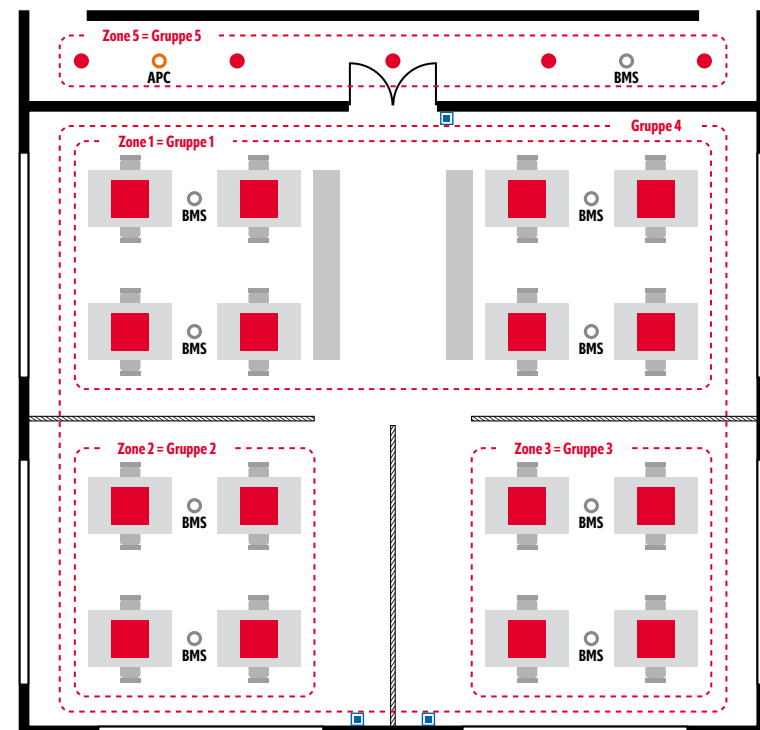 Zone 5 = Gruppe 5
APC
BMS
Gruppe 4
Zone 1 = Gruppe 1
BMS
BMS
BMS
BMS
Zone 2 = Gruppe 2
Zone 3 = Gruppe 3
BMS
BMS
BMS
BMS